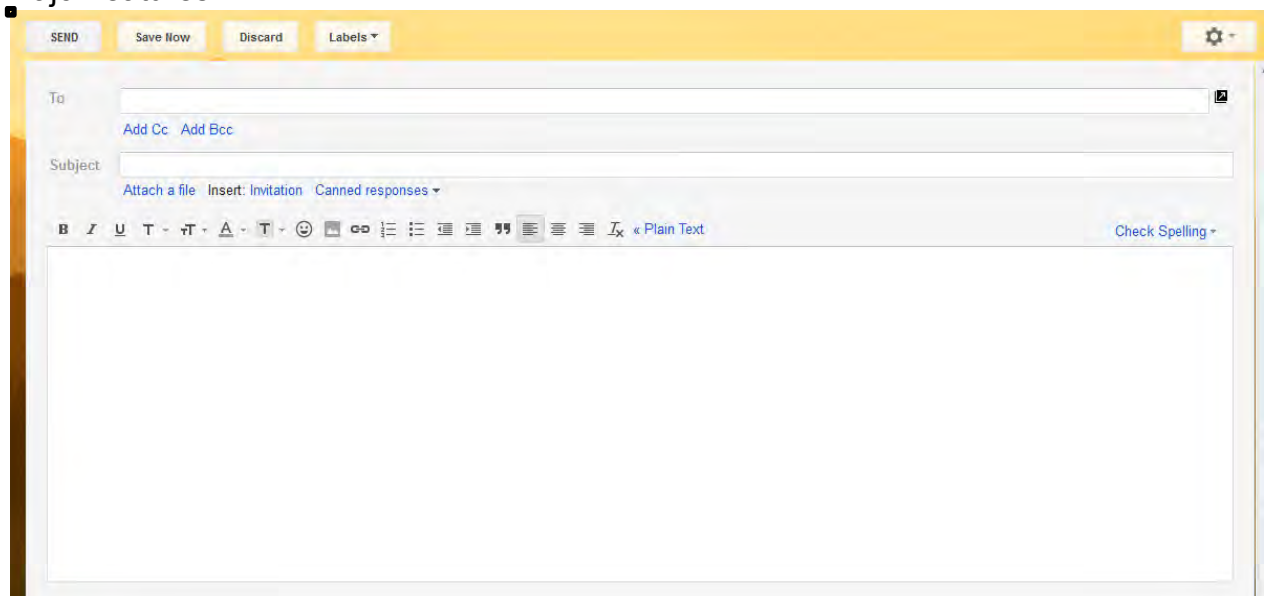 SEND Save Now Discard Labels
To
Add Cc Add Bcc
Subject
Attach a file Insert: Invitation Canned responses
B I U T T A T T « Plain Text Check Spelling